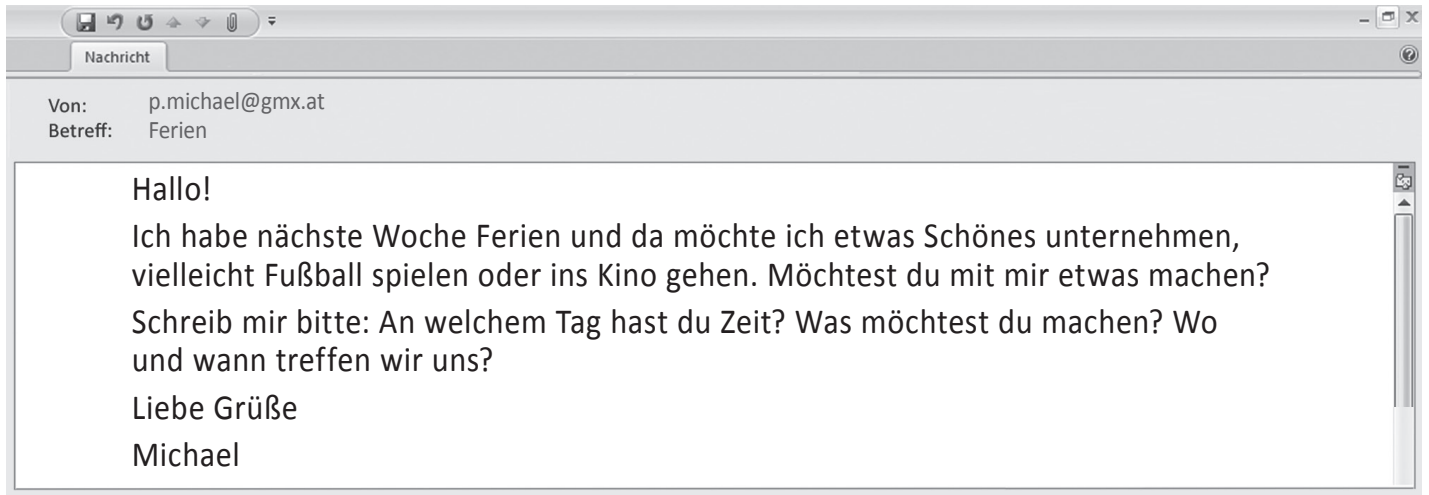 Nachricht
Von: p.michael@gmx.at
Betreff: Ferien
Hallo!
Ich habe nächste Woche Ferien und da möchte ich etwas Schönes unternehmen,
vielleicht Fußball spielen oder ins Kino gehen. Möchtest du mit mir etwas machen?
Schreib mir bitte: An welchem Tag hast du Zeit? Was möchtest du machen? Wo
und wann treffen wir uns?
Liebe Grüße
Michael